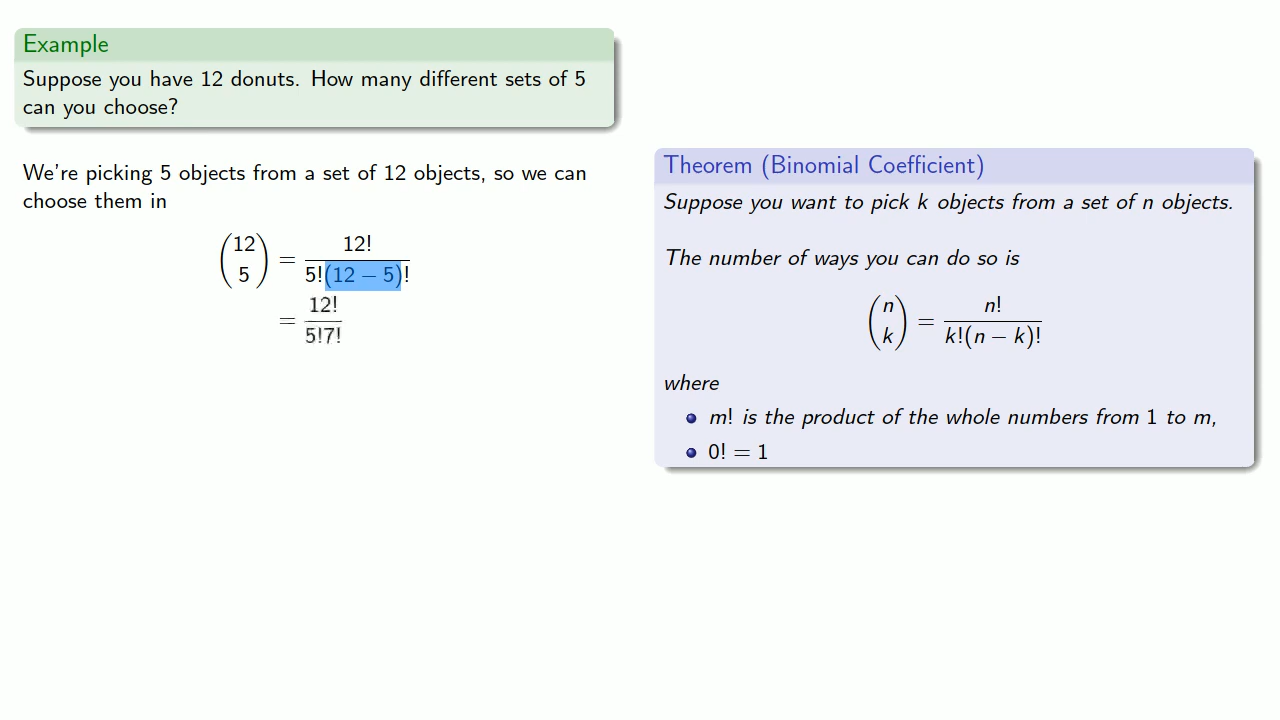 Example
Suppose you have 12 donuts. How many different sets of 5
can you choose?
We're picking 5 objects from a set of 12 objects, so we can
choose them in
(12 5) = 12! / 5!(12 − 5)!
= 12! / 5!7!
Theorem (Binomial Coefficient)
Suppose you want to pick k objects from a set of n objects.
The number of ways you can do so is
(n k) = n! / k!(n − k)!
where
m! is the product of the whole numbers from 1 to m,
0! = 1